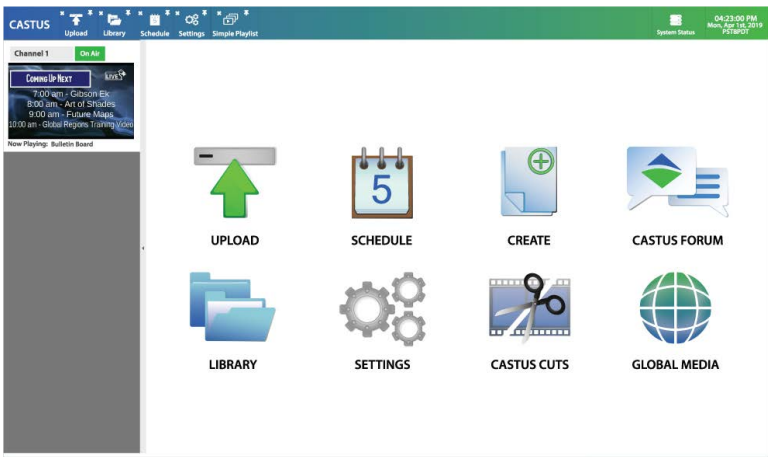 CASTUS
Upload
Library
Schedule
Settings
Simple Playlist
System Status
04:23:00 PM
Mon, Apr 1st, 2019
PST8PDT
Channel 1
On Air
COMING UP NEXT
LIVE
7:00 am - Gibson Ek
8:00 am - Art of Shades
9:00 am - Future Maps
10:00 am - Global Regions Training Video
Now Playing: Bulletin Board
5
UPLOAD
SCHEDULE
CREATE
CASTUS FORUM
LIBRARY
SETTINGS
CASTUS CUTS
GLOBAL MEDIA